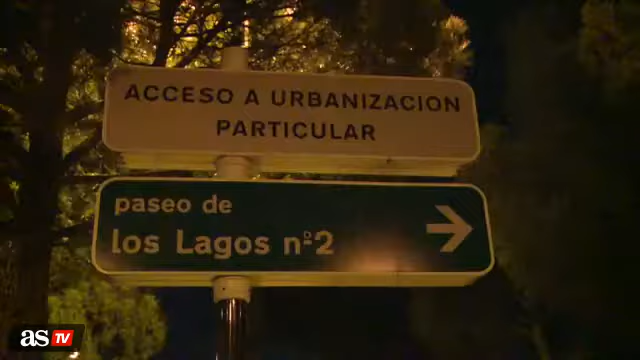 ACCESO A URBANIZACION
PARTICULAR
paseo de
los Lagos nº2
as TV